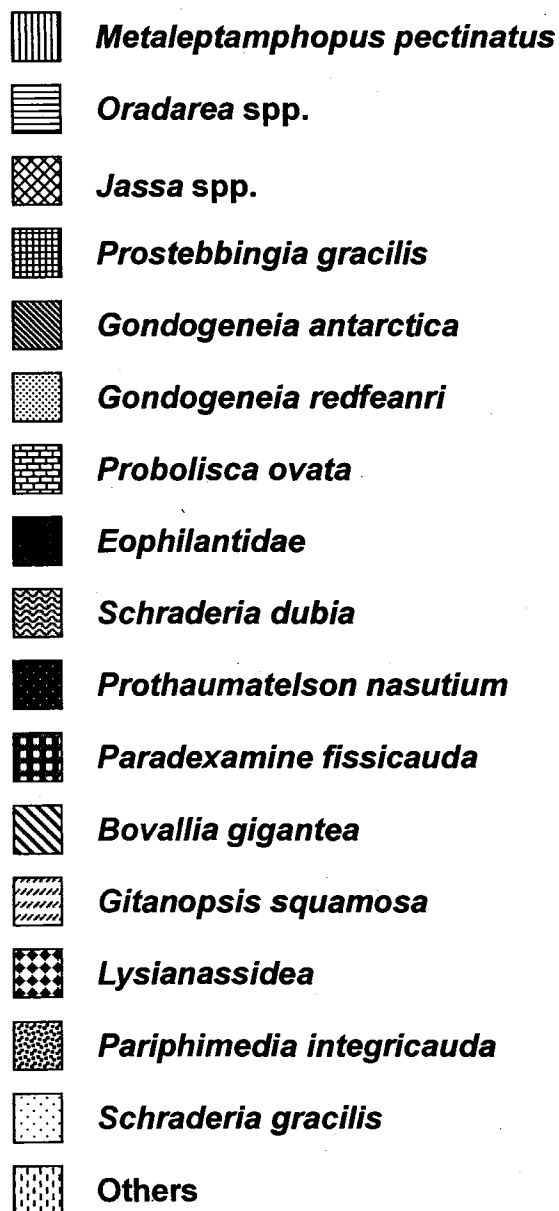 Metaleptamphopus pectinatus
Oradarea spp.
Jassa spp.
Prostebbingia gracilis
Gondogeneia antarctica
Gondogeneia redfeanri
Probolisca ovata
Eophilantidae
Schraderia dubia
Prothaumatelson nasutium
Paradexamine fissicauda
Bovallia gigantea
Gitanopsis squamosa
Lysianassidea
Pariphimedia integricauda
Schraderia gracilis
Others